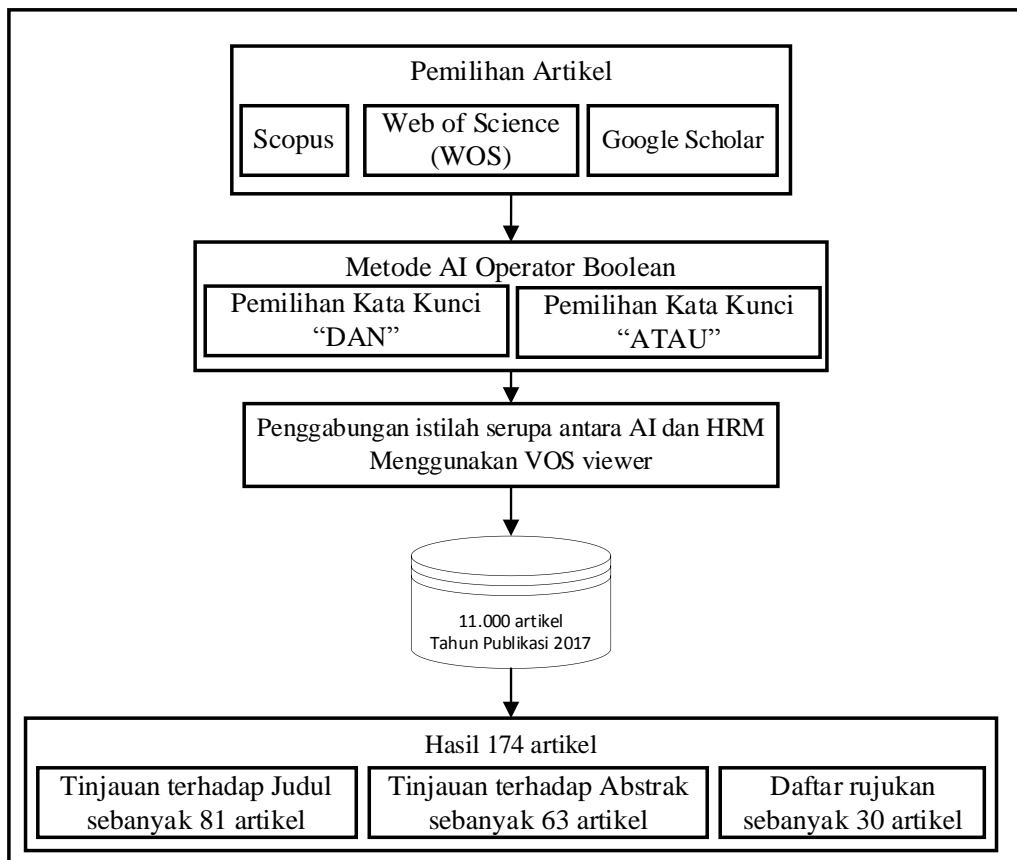 Pemilihan Artikel
Scopus
Web of Science
(WOS)
Google Scholar
Metode AI Operator Boolean
Pemilihan Kata Kunci
“DAN”
Pemilihan Kata Kunci
“ATAU”
Penggabungan istilah serupa antara AI dan HRM
Menggunakan VOS viewer
11.000 artikel
Tahun Publikasi 2017
Hasil 174 artikel
Tinjauan terhadap Judul
sebanyak 81 artikel
Tinjauan terhadap Abstrak
sebanyak 63 artikel
Daftar rujukan
sebanyak 30 artikel